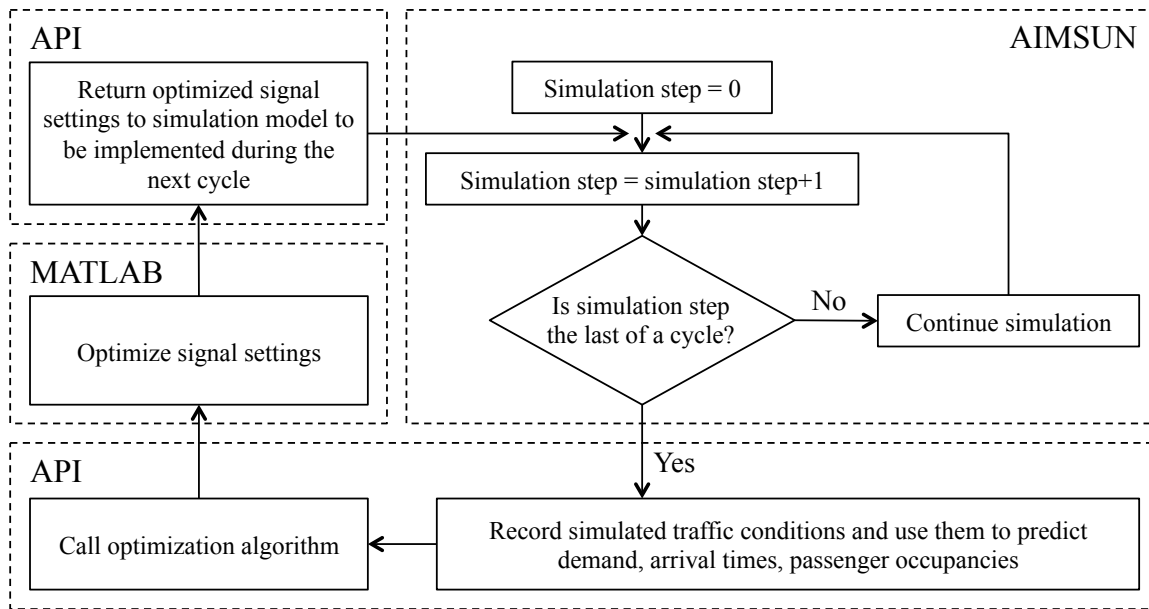 API
Return optimized signal
settings to simulation model to
be implemented during the
next cycle
AIMSUN
Simulation step = 0
Simulation step = simulation step+1
Is simulation step
the last of a cycle?
No
Continue simulation
MATLAB
Optimize signal settings
Yes
API
Call optimization algorithm
Record simulated traffic conditions and use them to predict
demand, arrival times, passenger occupancies